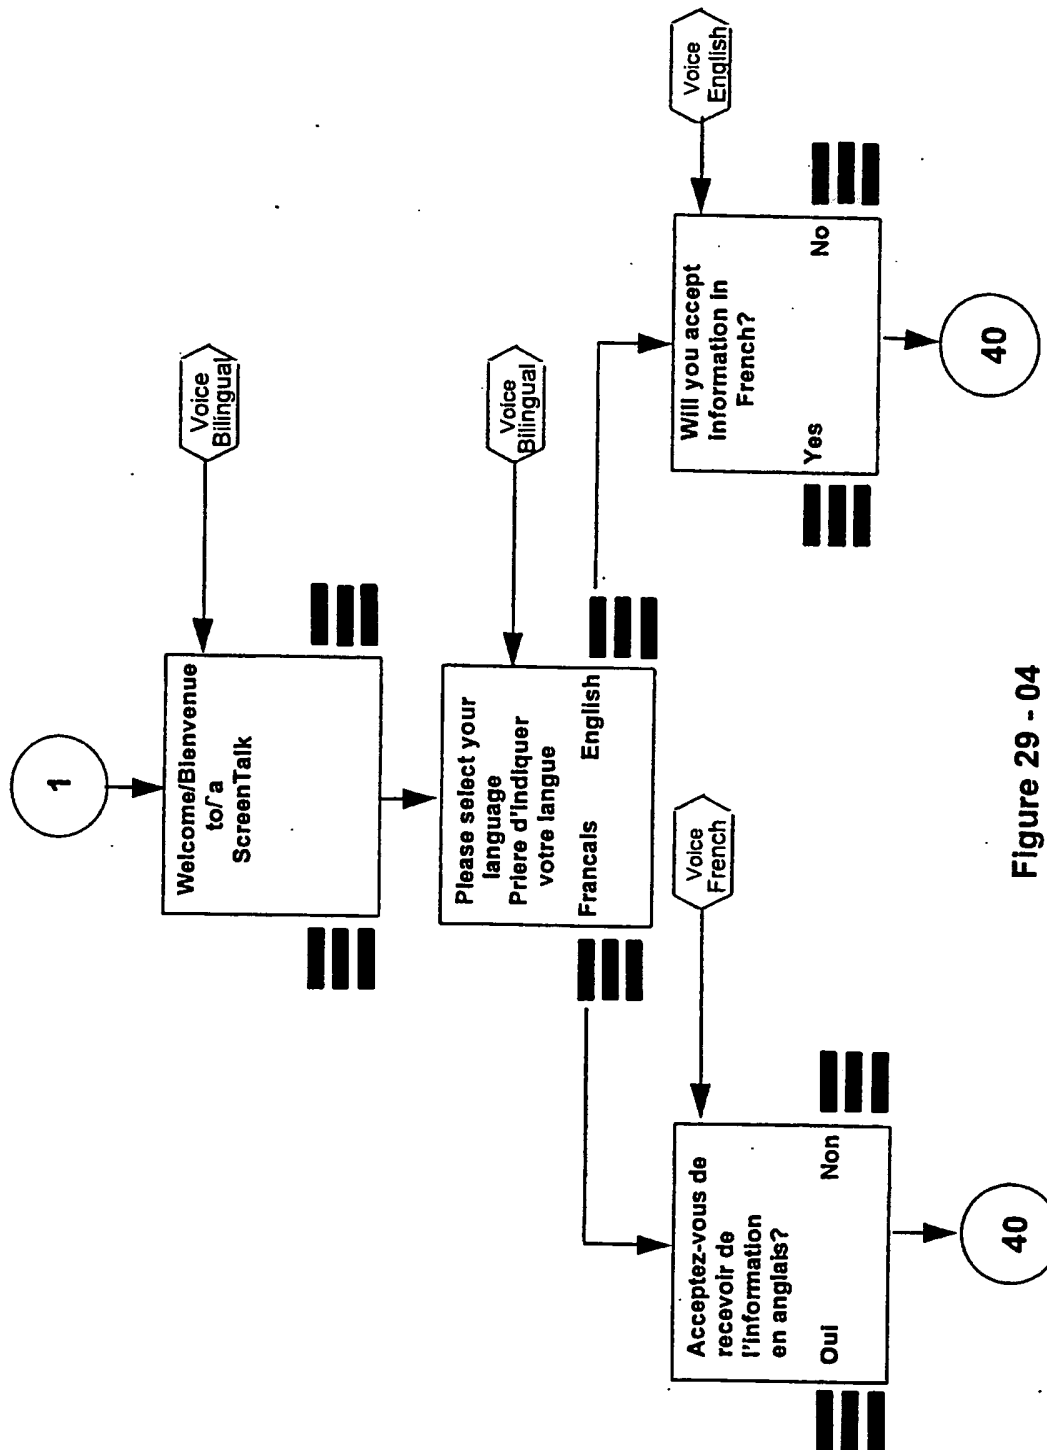 1
Welcome/Bienvenue
to/ a
ScreenTalk
Voice
Bilingual
Please select your
language
Priere d'indiquer
votre langue
Francais English
Voice
Bilingual
Voice
French
Acceptez-vous de
recevoir de
l'information
en anglais?
Oui Non
40
Voice
English
Will you accept
information in
French?
Yes No
40
Figure 29 - 04